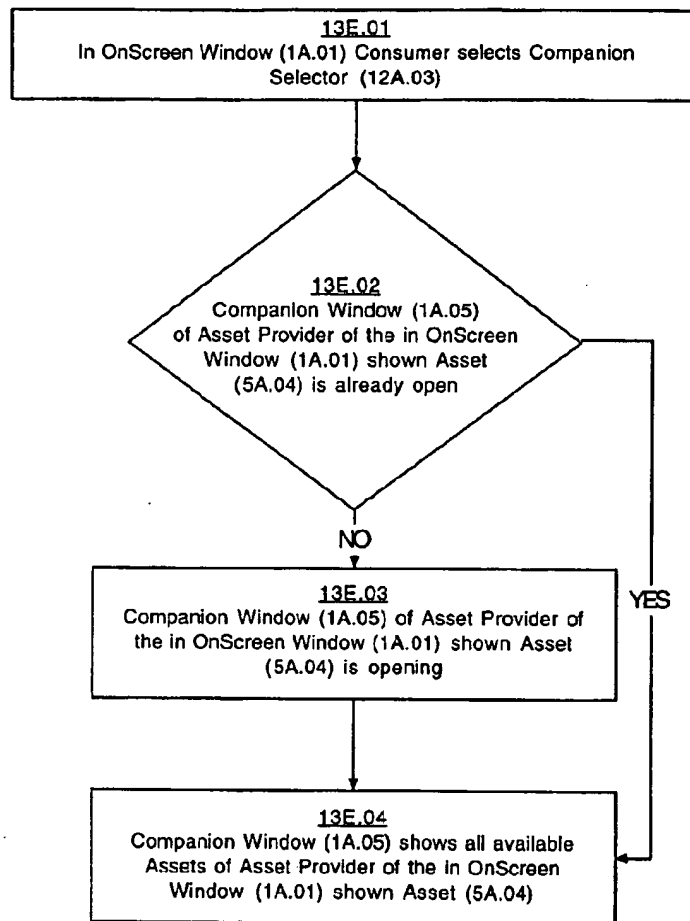 13E.01
In OnScreen Window (1A.01) Consumer selects Companion
Selector (12A.03)
13E.02
Companion Window (1A.05)
of Asset Provider of the in OnScreen
Window (1A.01) shown Asset
(5A.04) is already open
NO
YES
13E.03
Companion Window (1A.05) of Asset Provider of
the in OnScreen Window (1A.01) shown Asset
(5A.04) is opening
13E.04
Companion Window (1A.05) shows all available
Assets of Asset Provider of the in OnScreen
Window (1A.01) shown Asset (5A.04)